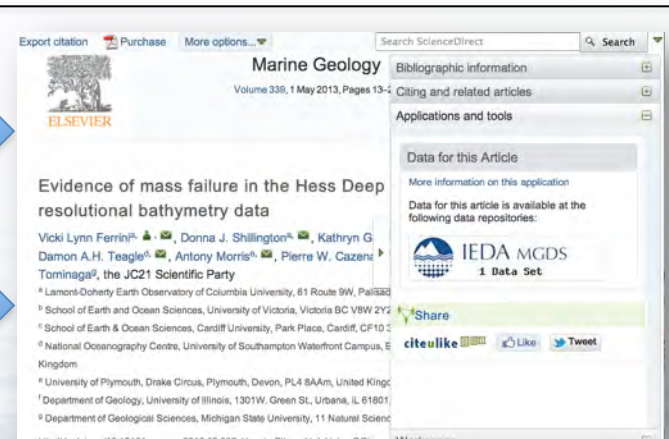 Export citation Purchase More options... Search ScienceDirect Search
Marine Geology
Volume 339, 1 May 2013, Pages 13–
ELSEVIER
Evidence of mass failure in the Hess Deep
resolutional bathymetry data
Vicki Lynn Ferrini a, , Donna J. Shillington a, , Kathryn G
Damon A.H. Teagle d, , Antony Morris e, , Pierre W. Cazena
Tominaga g, the JC21 Scientific Party
a Lamont-Doherty Earth Observatory of Columbia University, 61 Route 9W, Palisad
b School of Earth and Ocean Sciences, University of Victoria, Victoria BC V8W 2Y2
c School of Earth & Ocean Sciences, Cardiff University, Park Place, Cardiff, CF10 3
d National Oceanography Centre, University of Southampton Waterfront Campus, E
Kingdom
e University of Plymouth, Drake Circus, Plymouth, Devon, PL4 8AAm, United Kingd
f Department of Geology, University of Illinois, 1301W. Green St., Urbana, IL 61801,
g Department of Geological Sciences, Michigan State University, 11 Natural Scienc
Bibliographic information
Citing and related articles
Applications and tools
Data for this Article
More information on this application
Data for this article is available at the
following data repositories:
IEDA MGDS
1 Data Set
Share
citeulike Like Tweet